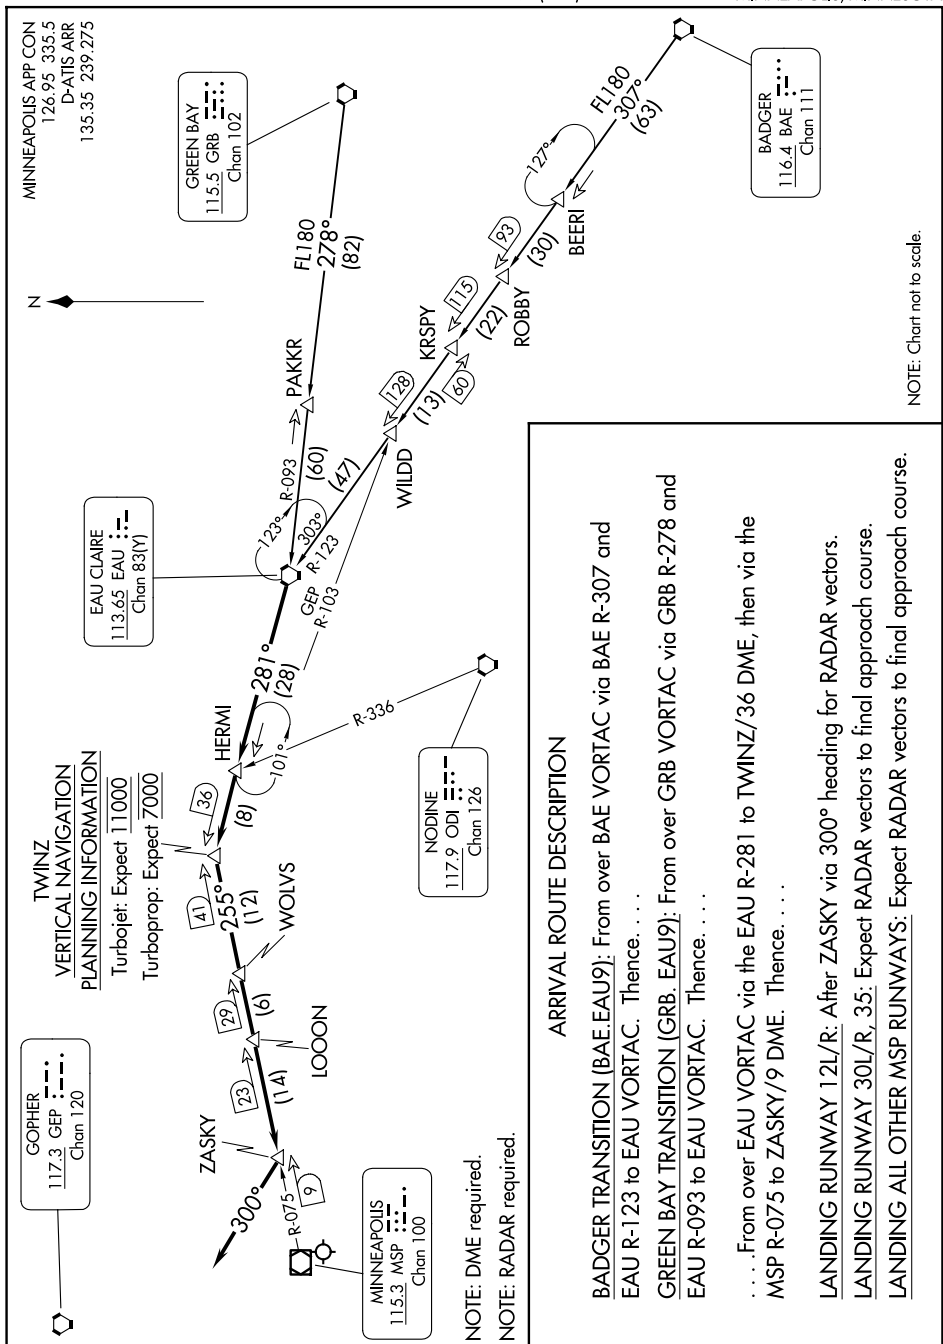 MINNEAPOLIS APP CON
126.95 335.5
D-ATIS ARR
135.35 239.275
GREEN BAY
115.5 GRB
Chan 102
BADGER
116.4 BAE
Chan 111
N
FL180
278°
(82)
FL180
307°
(63)
127°
BEERI
(30)
93
ROBBY
(22)
115
KRSPY
60
(13)
128
WILDD
(47)
PAKKR
R-093
(60)
EAU CLAIRE
113.65 EAU
Chan 83(Y)
123°
303°
R-123
GEP
R-103
281°
(28)
HERMI
101°
R-336
NODINE
117.9 ODI
Chan 126
36
(8)
TWINZ
VERTICAL NAVIGATION
PLANNING INFORMATION
Turbojet: Expect 11000
Turboprop: Expect 7000
41
255°
(12)
WOLVS
29
(6)
LOOON
23
(14)
ZASKY
300°
R-075
9
GOPHER
117.3 GEP
Chan 120
MINNEAPOLIS
115.3 MSP
Chan 100
NOTE: DME required.
NOTE: RADAR required.
NOTE: Chart not to scale.
ARRIVAL ROUTE DESCRIPTION
BADGER TRANSITION (BAE.EAU9): From over BAE VORTAC via BAE R-307 and
EAU R-123 to EAU VORTAC. Thence. . . .
GREEN BAY TRANSITION (GRB. EAU9): From over GRB VORTAC via GRB R-278 and
EAU R-093 to EAU VORTAC. Thence. . . .
. . . .From over EAU VORTAC via the EAU R-281 to TWINZ/36 DME, then via the
MSP R-075 to ZASKY/9 DME. Thence. . . .
LANDING RUNWAY 12L/R: After ZASKY via 300° heading for RADAR vectors.
LANDING RUNWAY 30L/R, 35: Expect RADAR vectors to final approach course.
LANDING ALL OTHER MSP RUNWAYS: Expect RADAR vectors to final approach course.